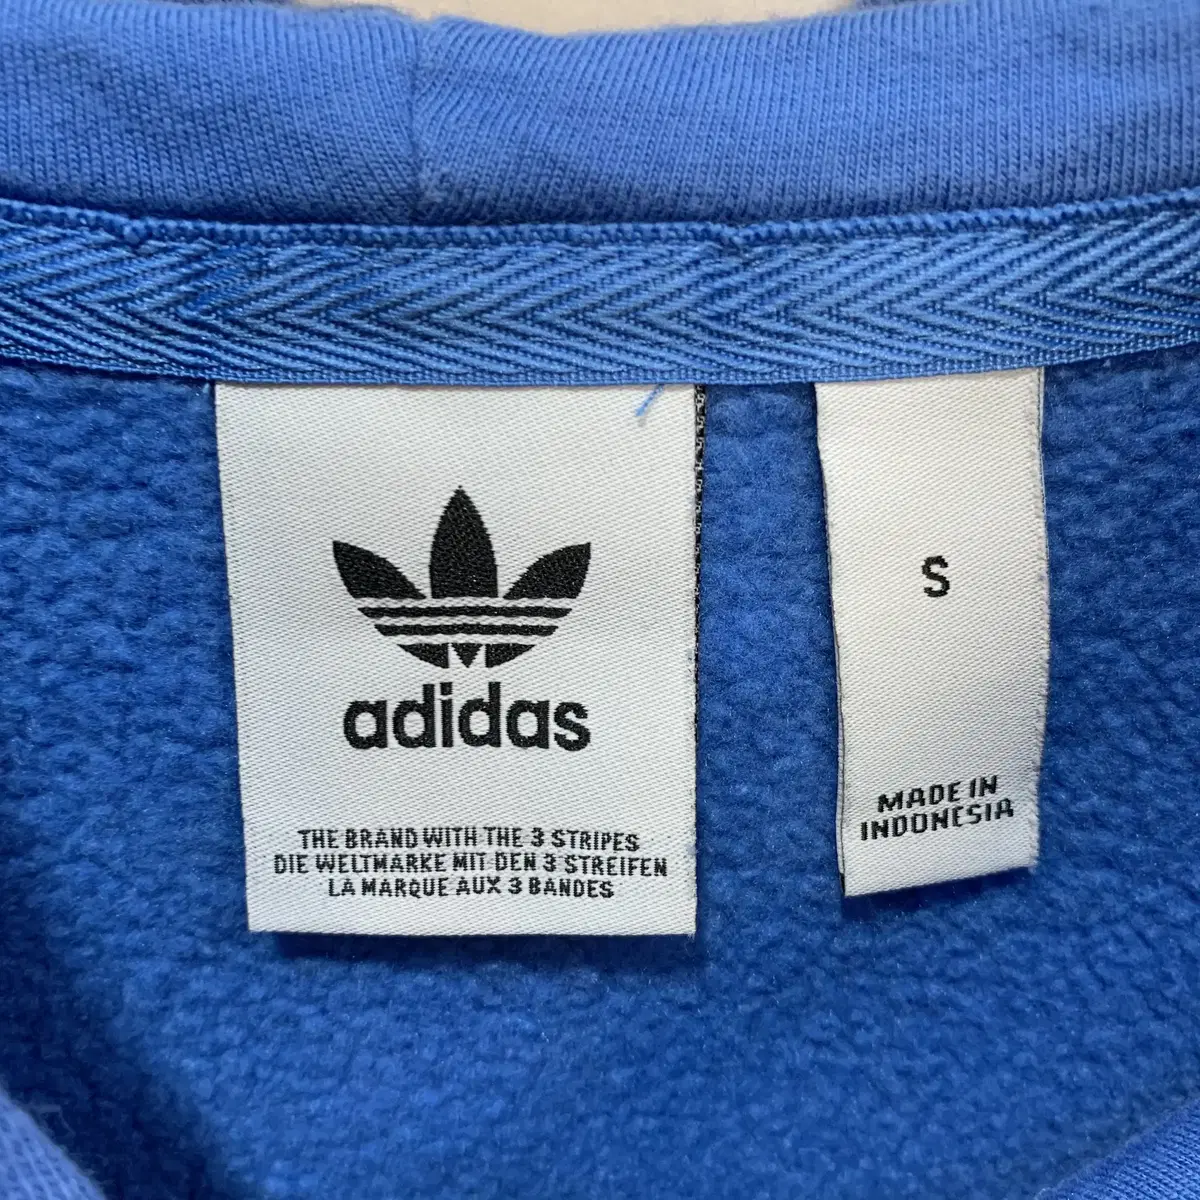 adidas
THE BRAND WITH THE 3 STRIPES
DIE WELTMARKE MIT DEN 3 STREIFEN
LA MARQUE AUX 3 BANDES
S
MADE IN
INDONESIA